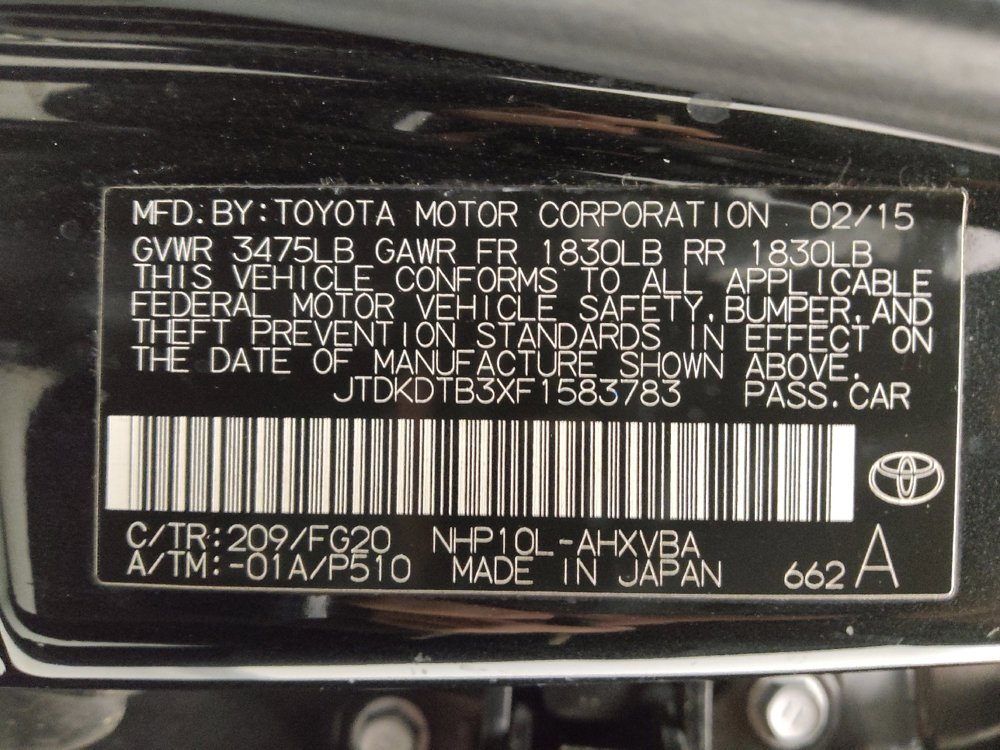 MFD.BY:TOYOTA MOTOR CORPORATION 02/15
GVWR 3475LB GAWR FR 1830LB RR 1830LB
THIS VEHICLE CONFORMS TO ALL APPLICABLE
FEDERAL MOTOR VEHICLE SAFETY,BUMPER,AND
THEFT PREVENTION STANDARDS IN EFFECT ON
THE DATE OF MANUFACTURE SHOWN ABOVE.
JTDKDTB3XF1583783 PASS.CAR
C/TR:209/FG20 NHP10L-AHXVBA
A/TM:-01A/P510 MADE IN JAPAN 662 A